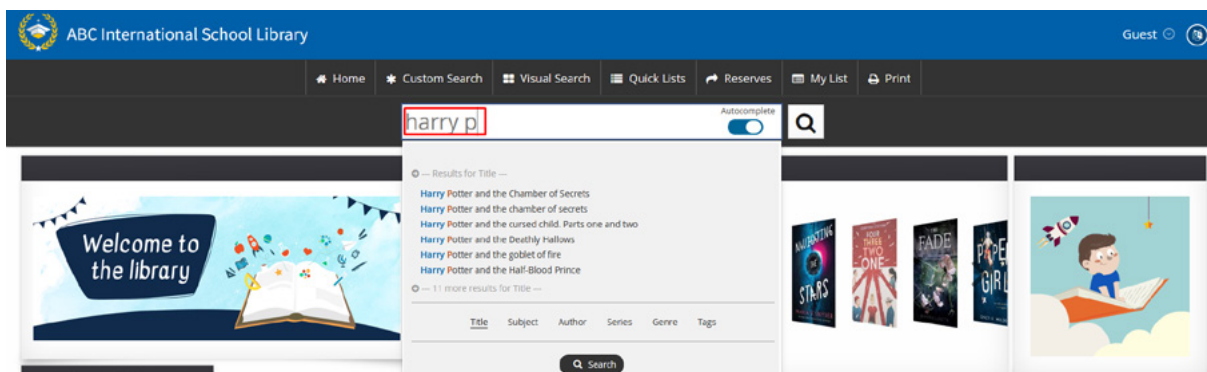 ABC International School Library
Guest
Home Custom Search Visual Search Quick Lists Reserves My List Print
harry p
Autocomplete
— Results for Title —
Harry Potter and the Chamber of Secrets
Harry Potter and the chamber of secrets
Harry Potter and the cursed child. Parts one and two
Harry Potter and the Deathly Hallows
Harry Potter and the goblet of fire
Harry Potter and the Half-Blood Prince
— 11 more results for Title —
Title Subject Author Series Genre Tags
Search
Welcome to
the library
NAVIGATING
THE
STARS
FOUR
THREE
TWO
ONE
FADE